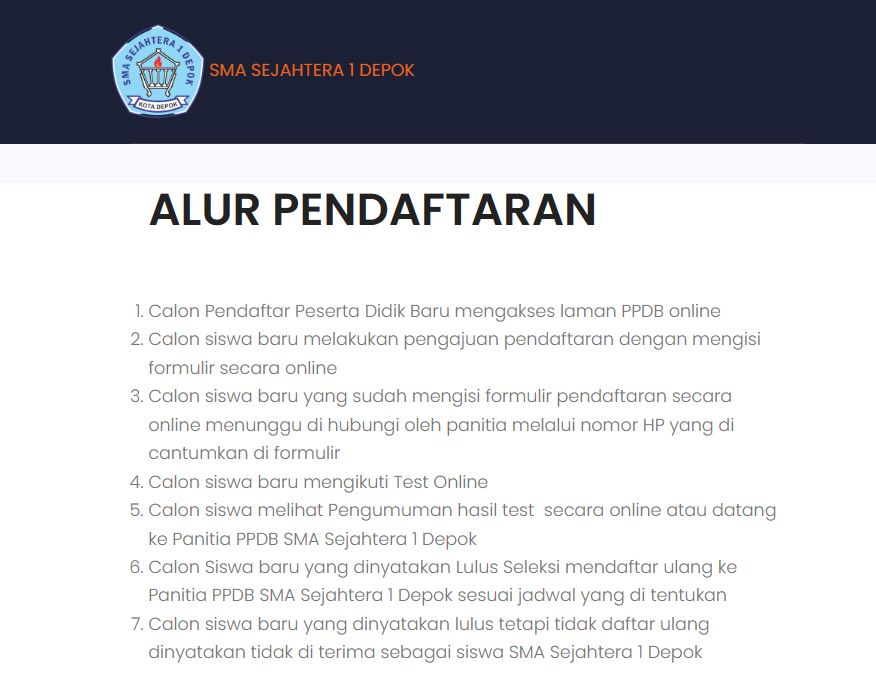 SMA SEJAHTERA 1 DEPOK
KOTA DEPOK
SMA SEJAHTERA 1 DEPOK
ALUR PENDAFTARAN
1. Calon Pendaftar Peserta Didik Baru mengakses laman PPDB online
2. Calon siswa baru melakukan pengajuan pendaftaran dengan mengisi
formulir secara online
3. Calon siswa baru yang sudah mengisi formulir pendaftaran secara
online menunggu di hubungi oleh panitia melalui nomor HP yang di
cantumkan di formulir
4. Calon siswa baru mengikuti Test Online
5. Calon siswa melihat Pengumuman hasil test  secara online atau datang
ke Panitia PPDB SMA Sejahtera 1 Depok
6. Calon Siswa baru yang dinyatakan Lulus Seleksi mendaftar ulang ke
Panitia PPDB SMA Sejahtera 1 Depok sesuai jadwal yang di tentukan
7. Calon siswa baru yang dinyatakan lulus tetapi tidak daftar ulang
dinyatakan tidak di terima sebagai siswa SMA Sejahtera 1 Depok